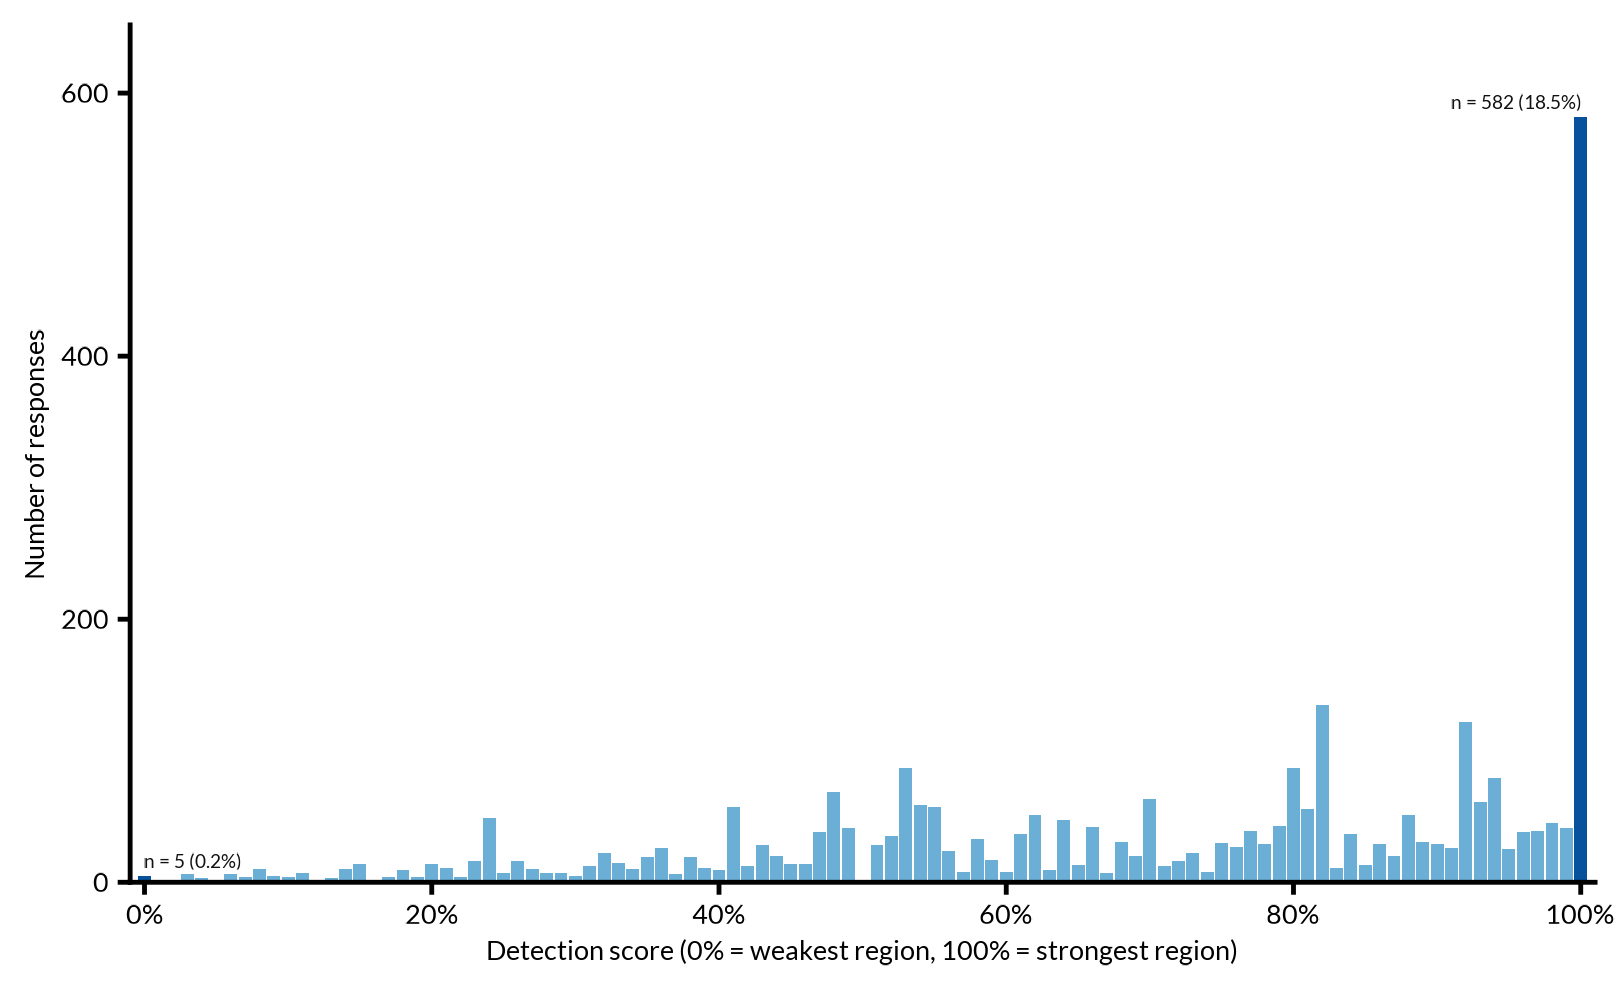 600
n = 582 (18.5%)
400
Number of responses
200
n = 5 (0.2%)
0
0% 20% 40% 60% 80% 100%
Detection score (0% = weakest region, 100% = strongest region)